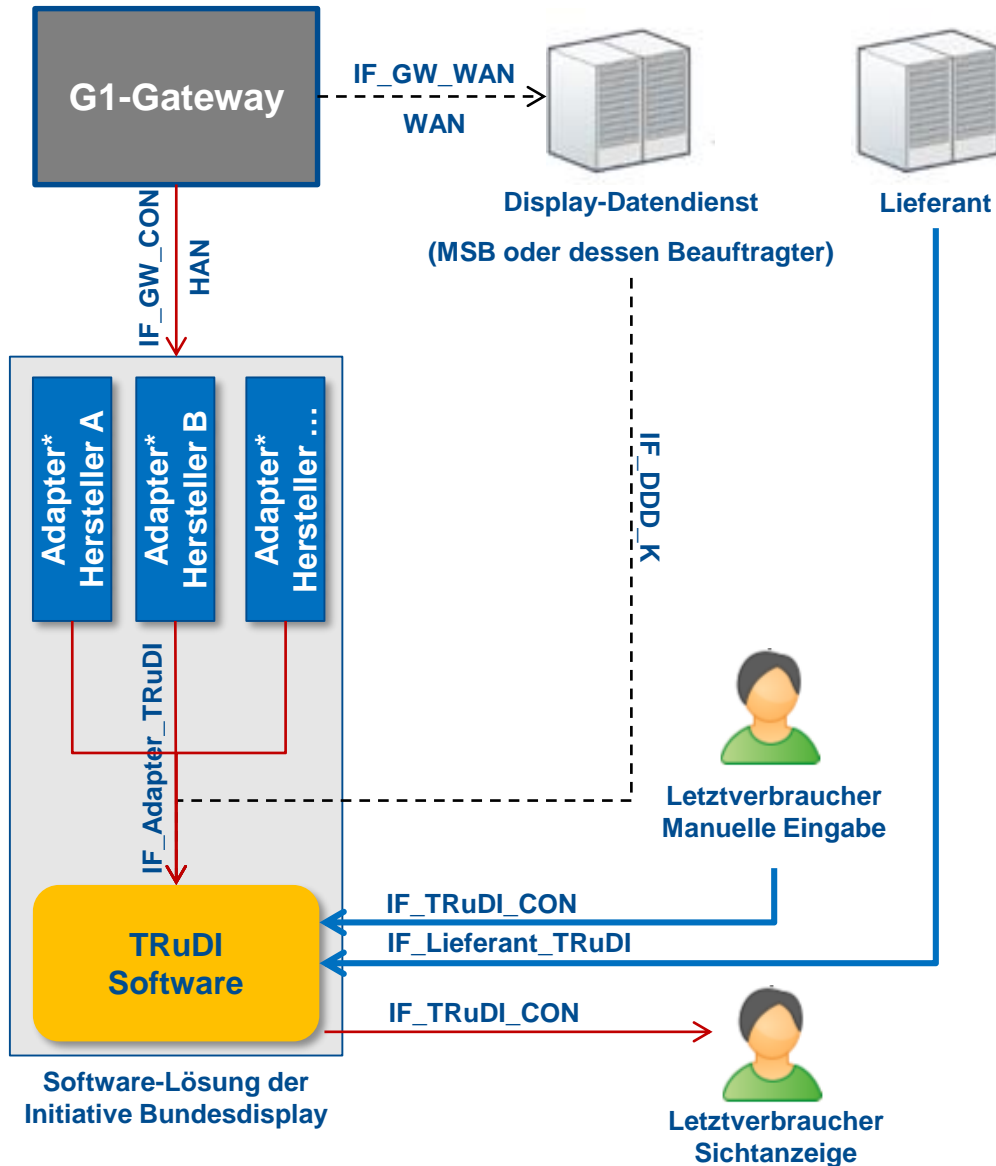 G1-Gateway
IF_GW_WAN
WAN
Display-Datendienst
(MSB oder dessen Beauftragter)
Lieferant
IF_GW_CON
HAN
Adapter*
Hersteller A
Adapter*
Hersteller B
Adapter*
Hersteller ...
IF_DDD_K
IF_Adapter_TRuDI
Letztverbraucher
Manuelle Eingabe
TRuDI
Software
IF_TRuDI_CON
IF_Lieferant_TRuDI
IF_TRuDI_CON
Software-Lösung der
Initiative Bundesdisplay
Letztverbraucher
Sichtanzeige